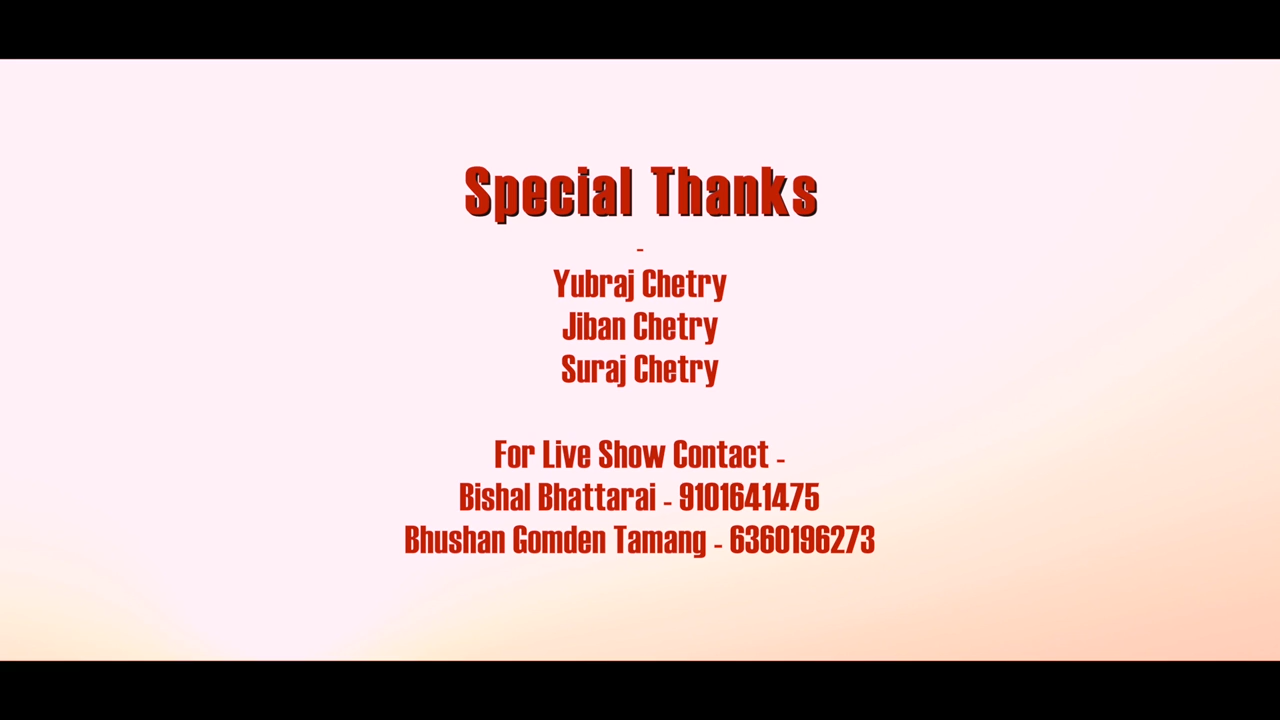 Special Thanks
-
Yubraj Chetry
Jiban Chetry
Suraj Chetry
For Live Show Contact -
Bishal Bhattarai - 9101641475
Bhushan Gomden Tamang - 6360196273